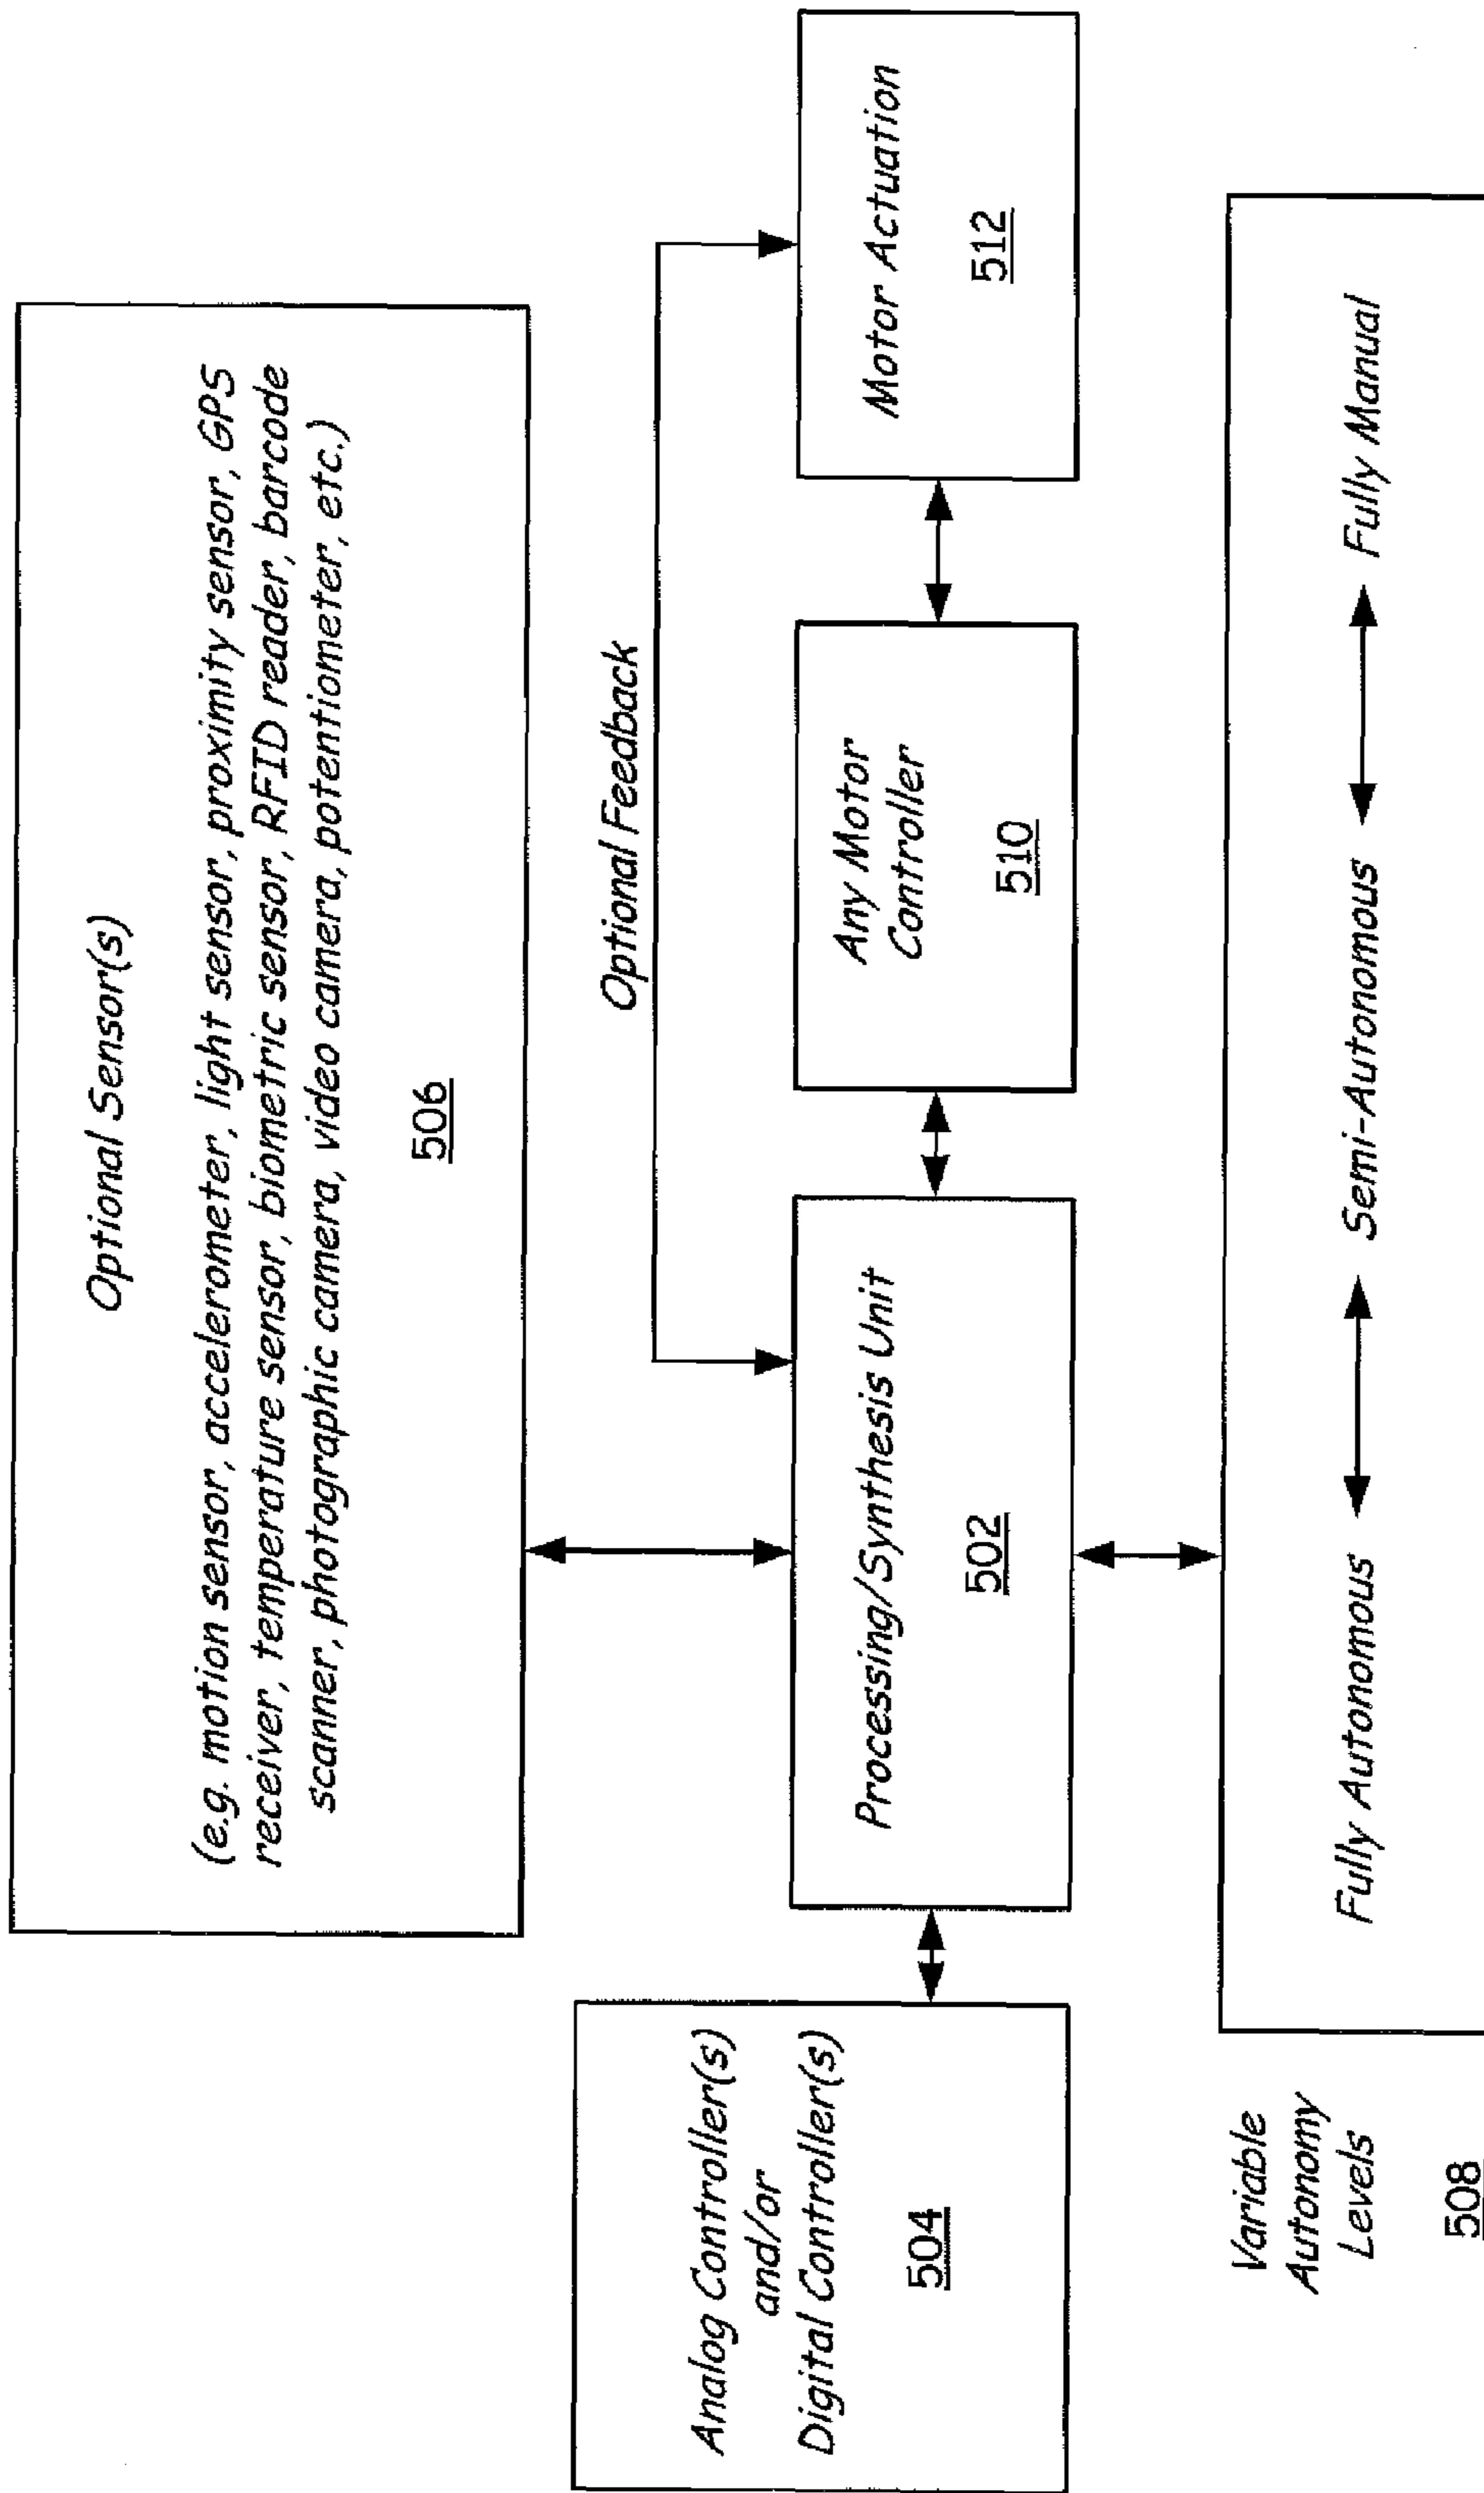 Optional Sensor(s)
(e.g. motion sensor, accelerometer, light sensor, proximity sensor, GPS
receiver, temperature sensor, biometric sensor, RFID reader, barcode
scanner, photographic camera, video camera, potentiometer, etc.)
506
Optional Feedback
Analog Controller(s)
and/or
Digital Controller(s)
504
Processing/Synthesis Unit
502
Any Motor
Controller
510
Motor Actuation
512
Variable
Autonomy
Levels
508
Fully Autonomous
Semi-Autonomous
Fully Manual